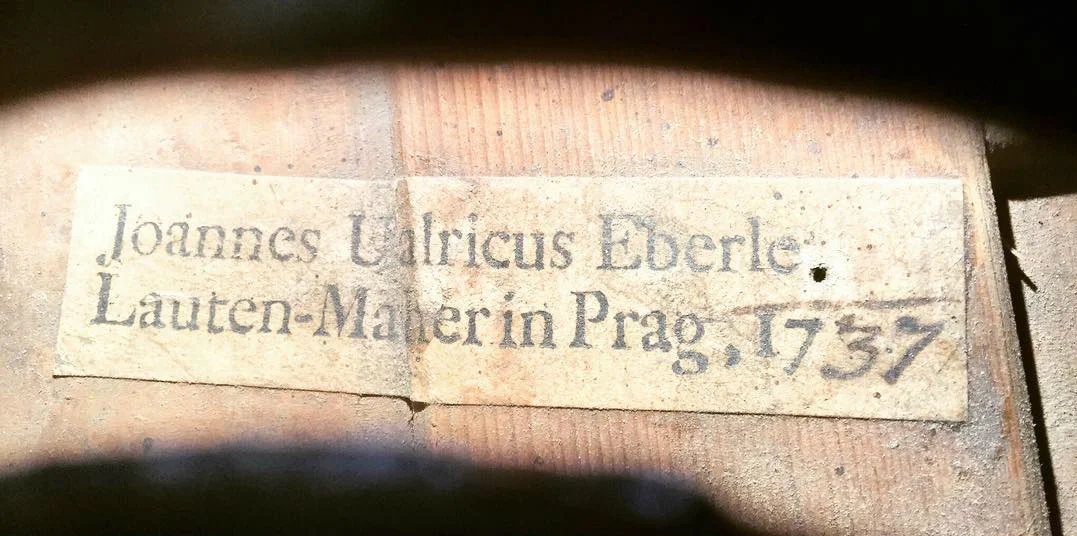 Joannes Udalricus Eberle
Lauten-Macher in Prag, 1737